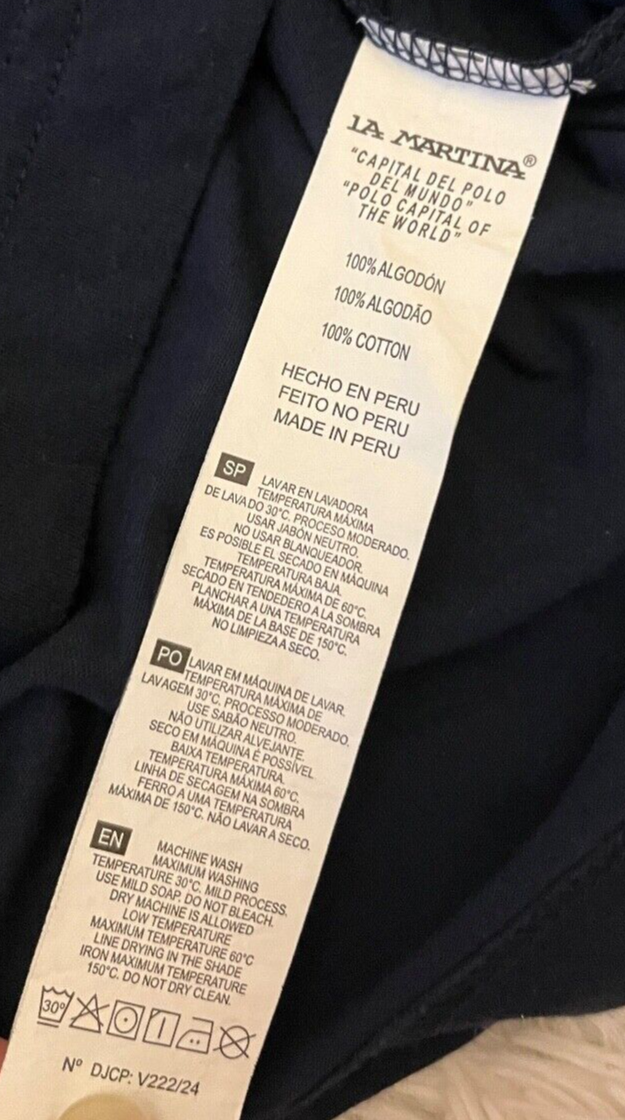 LA MARTINA®
"CAPITAL DEL POLO
DEL MUNDO"
"POLO CAPITAL OF
THE WORLD"
100% ALGODÓN
100% ALGODÃO
100% COTTON
HECHO EN PERU
FEITO NO PERU
MADE IN PERU
SP LAVAR EN LAVADORA
TEMPERATURA MÁXIMA
DE LAVADO 30°C. PROCESO MODERADO.
USAR JABÓN NEUTRO.
NO USAR BLANQUEADOR.
ES POSIBLE EL SECADO EN MÁQUINA
TEMPERATURA BAJA.
TEMPERATURA MÁXIMA DE 60°C.
SECADO EN TENDEDERO A LA SOMBRA
PLANCHAR A UNA TEMPERATURA
MÁXIMA DE LA BASE DE 150°C.
NO LIMPIEZA A SECO.
PO LAVAR EM MÁQUINA DE LAVAR.
TEMPERATURA MÁXIMA DE
LAVAGEM 30°C. PROCESSO MODERADO.
USE SABÃO NEUTRO.
NÃO UTILIZAR ALVEJANTE.
SECO EM MÁQUINA É POSSÍVEL
BAIXA TEMPERATURA.
TEMPERATURA MÁXIMA 60°C.
LINHA DE SECAGEM NA SOMBRA
FERRO A UMA TEMPERATURA
MÁXIMA DE 150°C. NÃO LAVAR A SECO.
EN MACHINE WASH
MAXIMUM WASHING
TEMPERATURE 30°C. MILD PROCESS.
USE MILD SOAP. DO NOT BLEACH.
DRY MACHINE IS ALLOWED
LOW TEMPERATURE
MAXIMUM TEMPERATURE 60°C
LINE DRYING IN THE SHADE
IRON MAXIMUM TEMPERATURE
150°C. DO NOT DRY CLEAN.
30°
Nº DJCP: V222/24